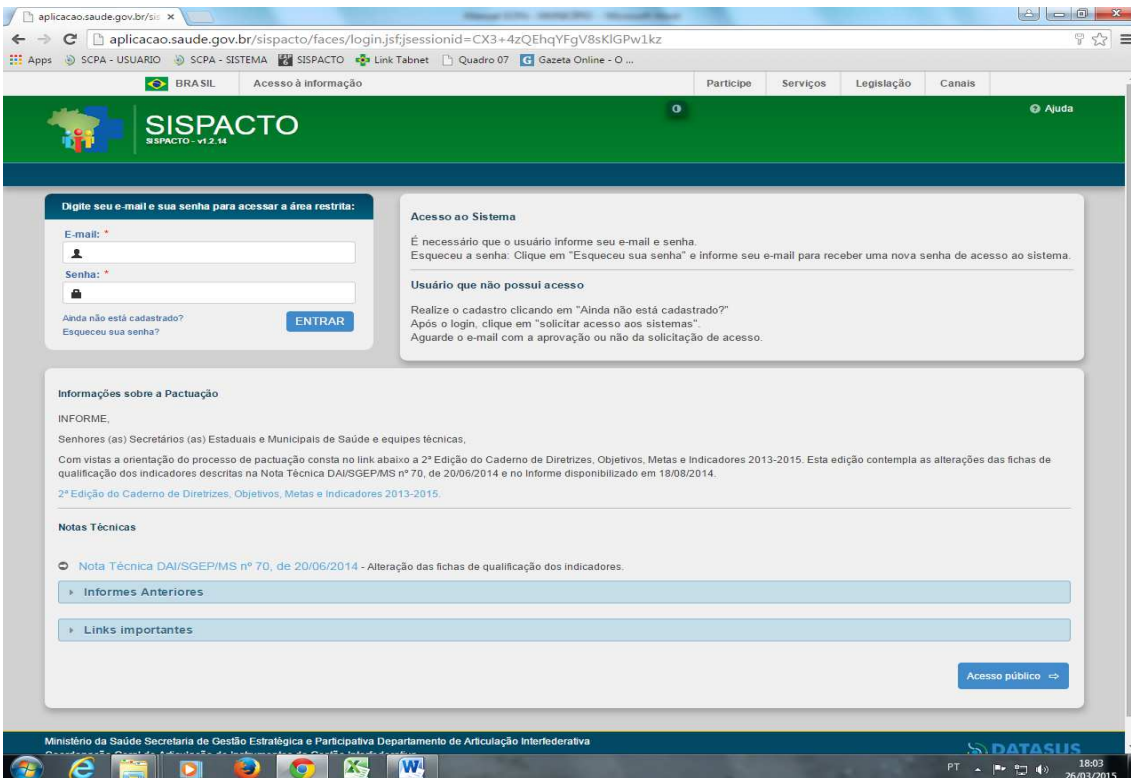 aplicacao.saude.gov.br/sis
aplicacao.saude.gov.br/sispacto/faces/login.jsf;jsessionid=CX3+4zQEhqYFgV8sKlGPw1kz
Apps SCPA - USUARIO SCPA - SISTEMA SISPACTO Link Tabnet Quadro 07 Gazeta Online - O ...
BRASIL Acesso à informação Participe Serviços Legislação Canais
Ajuda
SISPACTO
SISPACTO - v1.2.14
Digite seu e-mail e sua senha para acessar a área restrita:
E-mail: *
Senha: *
Ainda não está cadastrado?
Esqueceu sua senha?
ENTRAR
Acesso ao Sistema
É necessário que o usuário informe seu e-mail e senha.
Esqueceu a senha: Clique em "Esqueceu sua senha" e informe seu e-mail para receber uma nova senha de acesso ao sistema.
Usuário que não possui acesso
Realize o cadastro clicando em "Ainda não está cadastrado?"
Após o login, clique em "solicitar acesso aos sistemas".
Aguarde o e-mail com a aprovação ou não da solicitação de acesso.
Informações sobre a Pactuação
INFORME,
Senhores (as) Secretários (as) Estaduais e Municipais de Saúde e equipes técnicas,
Com vistas a orientação do processo de pactuação consta no link abaixo a 2ª Edição do Caderno de Diretrizes, Objetivos, Metas e Indicadores 2013-2015. Esta edição contempla as alterações das fichas de
qualificação dos indicadores descritas na Nota Técnica DAI/SGEP/MS nº 70, de 20/06/2014 e no Informe disponibilizado em 18/08/2014.
2ª Edição do Caderno de Diretrizes, Objetivos, Metas e Indicadores 2013-2015.
Notas Técnicas
Nota Técnica DAI/SGEP/MS nº 70, de 20/06/2014 - Alteração das fichas de qualificação dos indicadores.
Informes Anteriores
Links importantes
Acesso público
Ministério da Saúde Secretaria de Gestão Estratégica e Participativa Departamento de Articulação Interfederativa
Coordenação Geral de Articulação de Instrumentos de Gestão Interfederativa
DATASUS
PT 18:03
26/03/2015